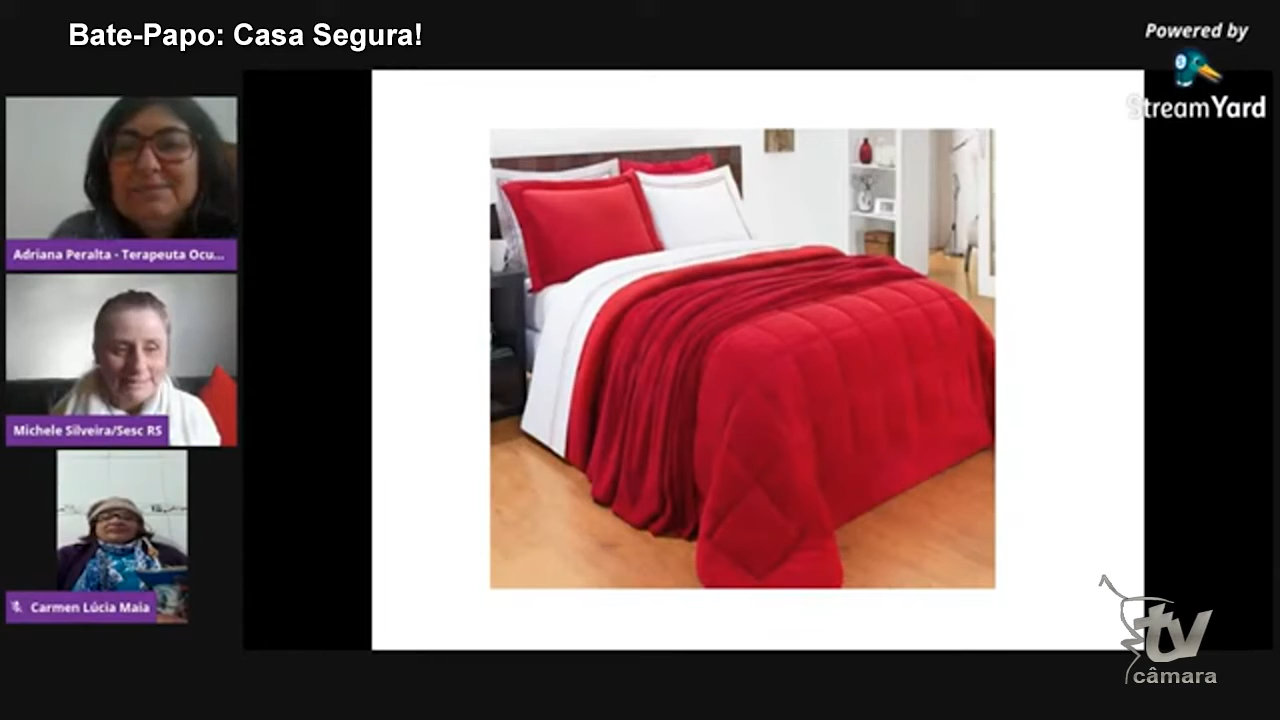 Bate-Papo: Casa Segura!
Powered by
StreamYard
Adriana Peralta - Terapeuta Ocu...
Michele Silveira/Sesc RS
Carmen Lúcia Maia
tv
câmara